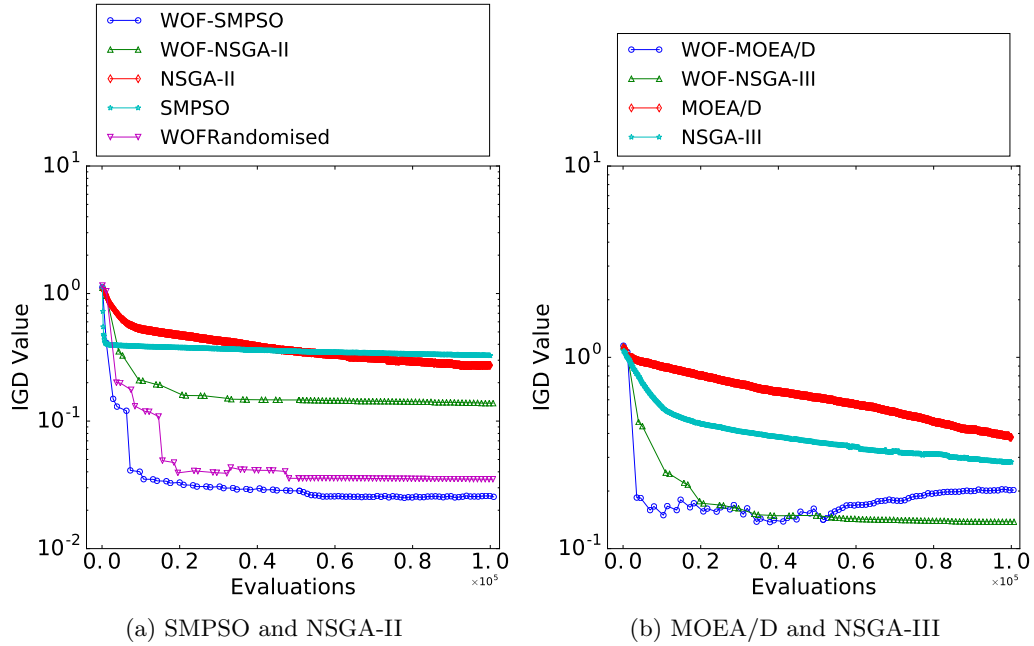 WOF-SMPSO
WOF-NSGA-II
NSGA-II
SMPSO
WOFRandomised
10^1
10^0
10^-1
10^-2
IGD Value
0.0 0.2 0.4 0.6 0.8 1.0
×10^5
Evaluations
(a) SMPSO and NSGA-II
WOF-MOEA/D
WOF-NSGA-III
MOEA/D
NSGA-III
10^1
10^0
10^-1
IGD Value
0.0 0.2 0.4 0.6 0.8 1.0
×10^5
Evaluations
(b) MOEA/D and NSGA-III